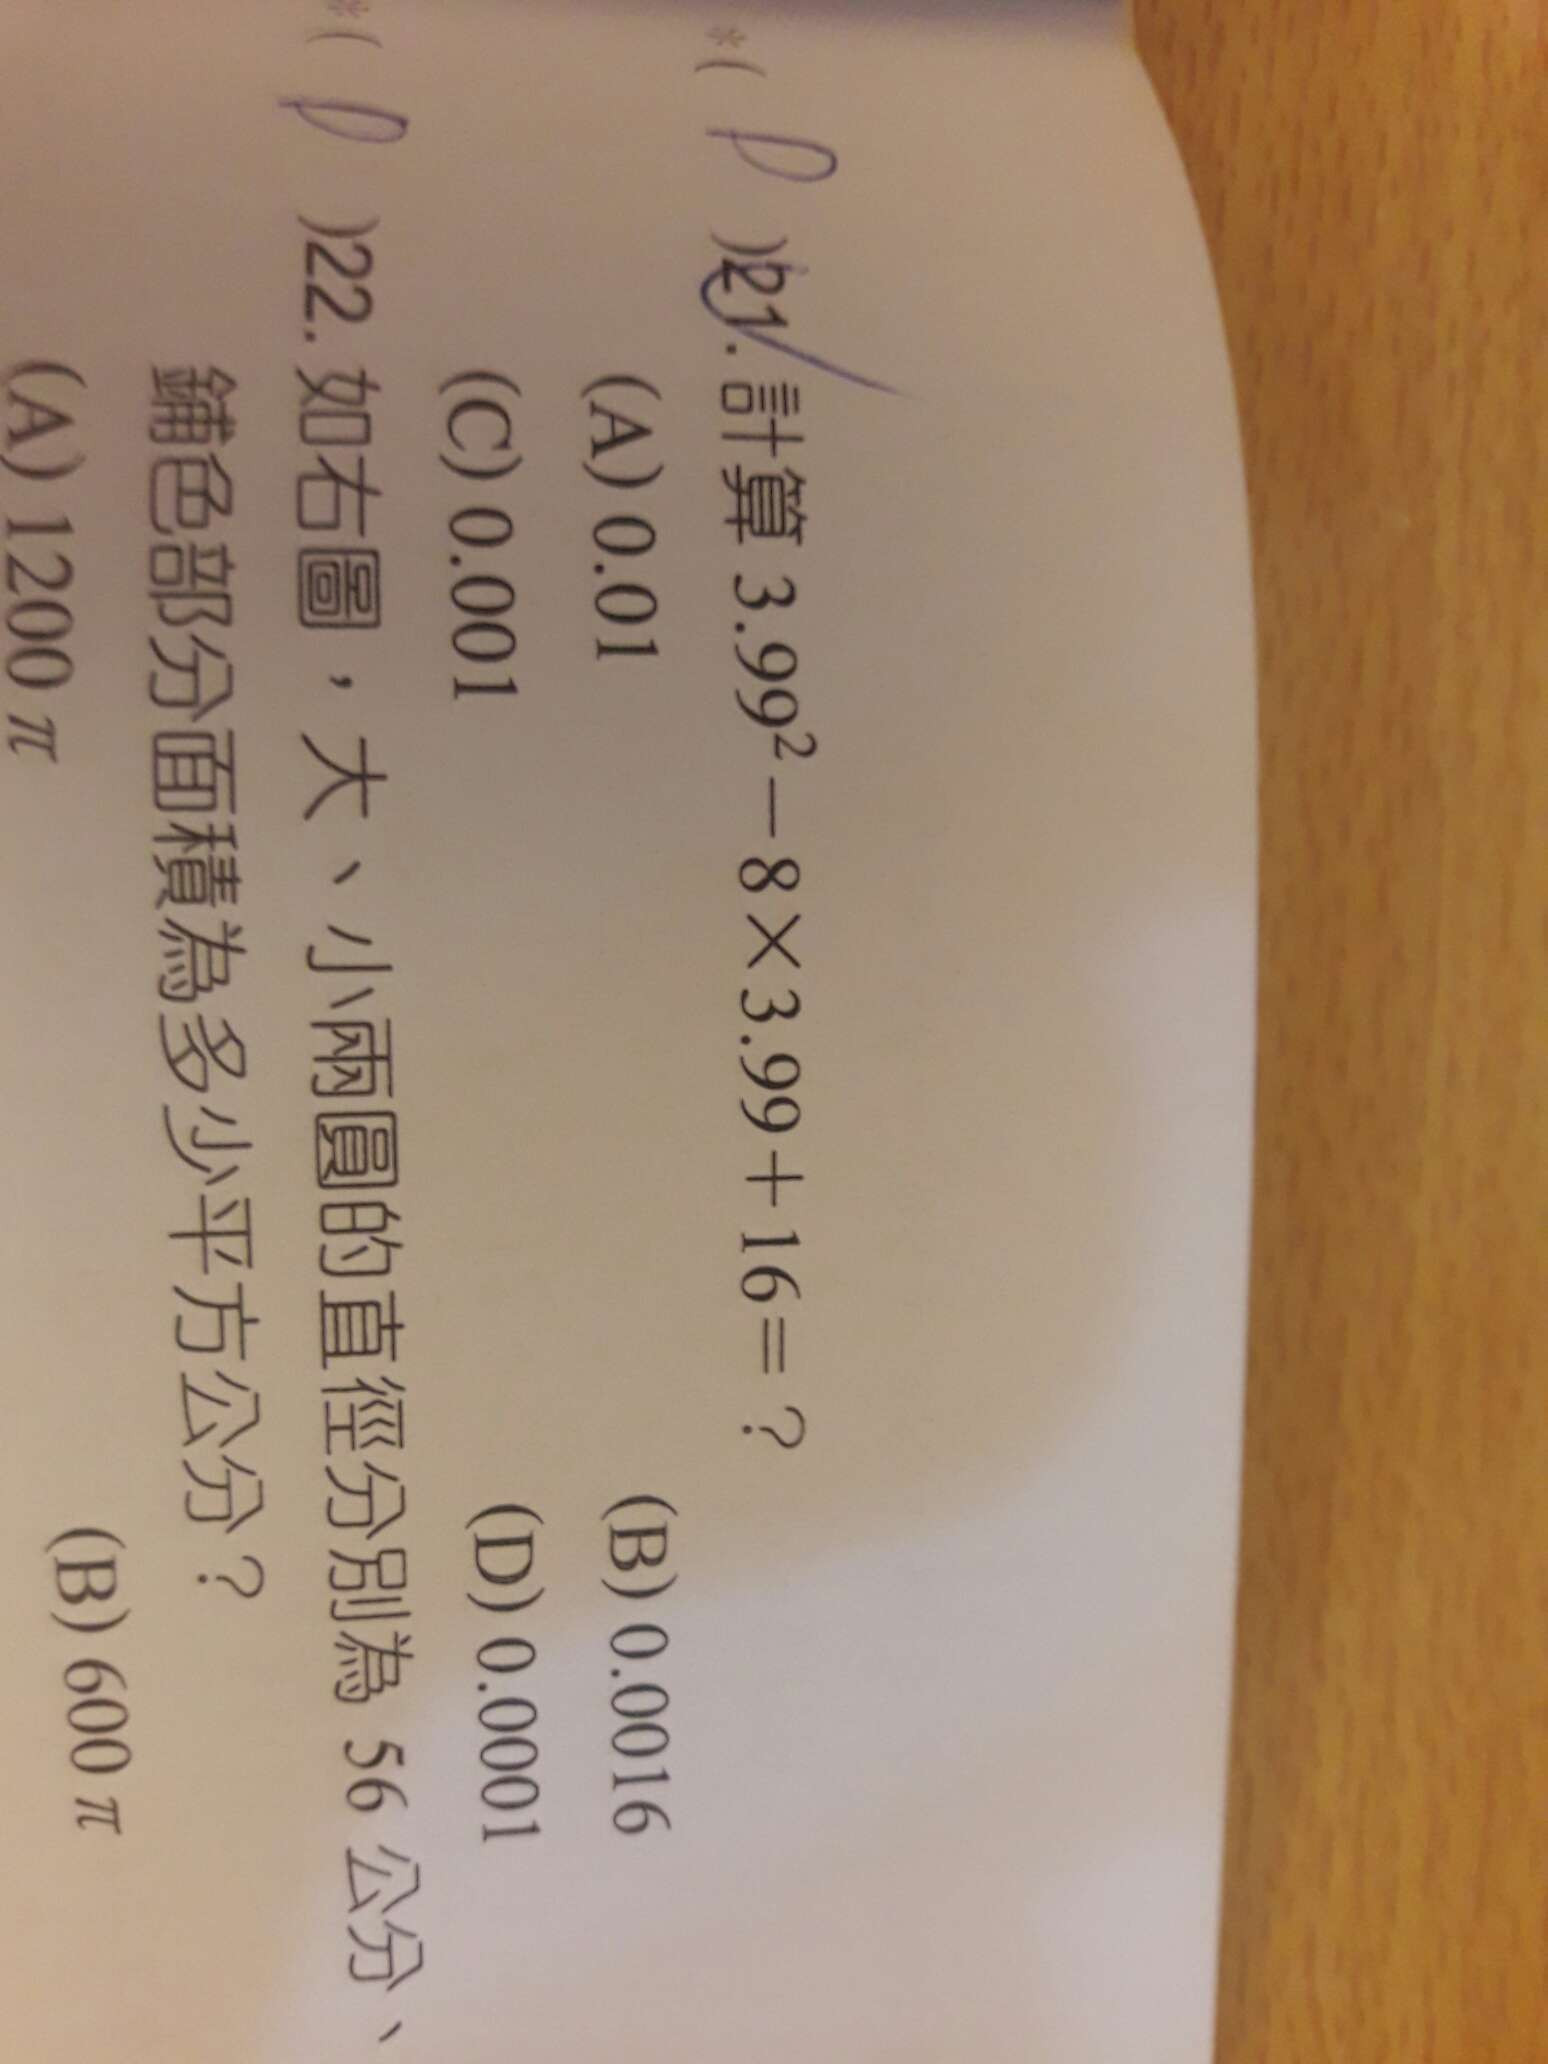 *( D )21.計算 3.99²－8×3.99＋16＝？
(A) 0.01 (B) 0.0016
(C) 0.001 (D) 0.0001
*( D )22.如右圖，大、小兩圓的直徑分別為 56 公分、
鋪色部分面積為多少平方公分？
(A) 1200 π (B) 600 π